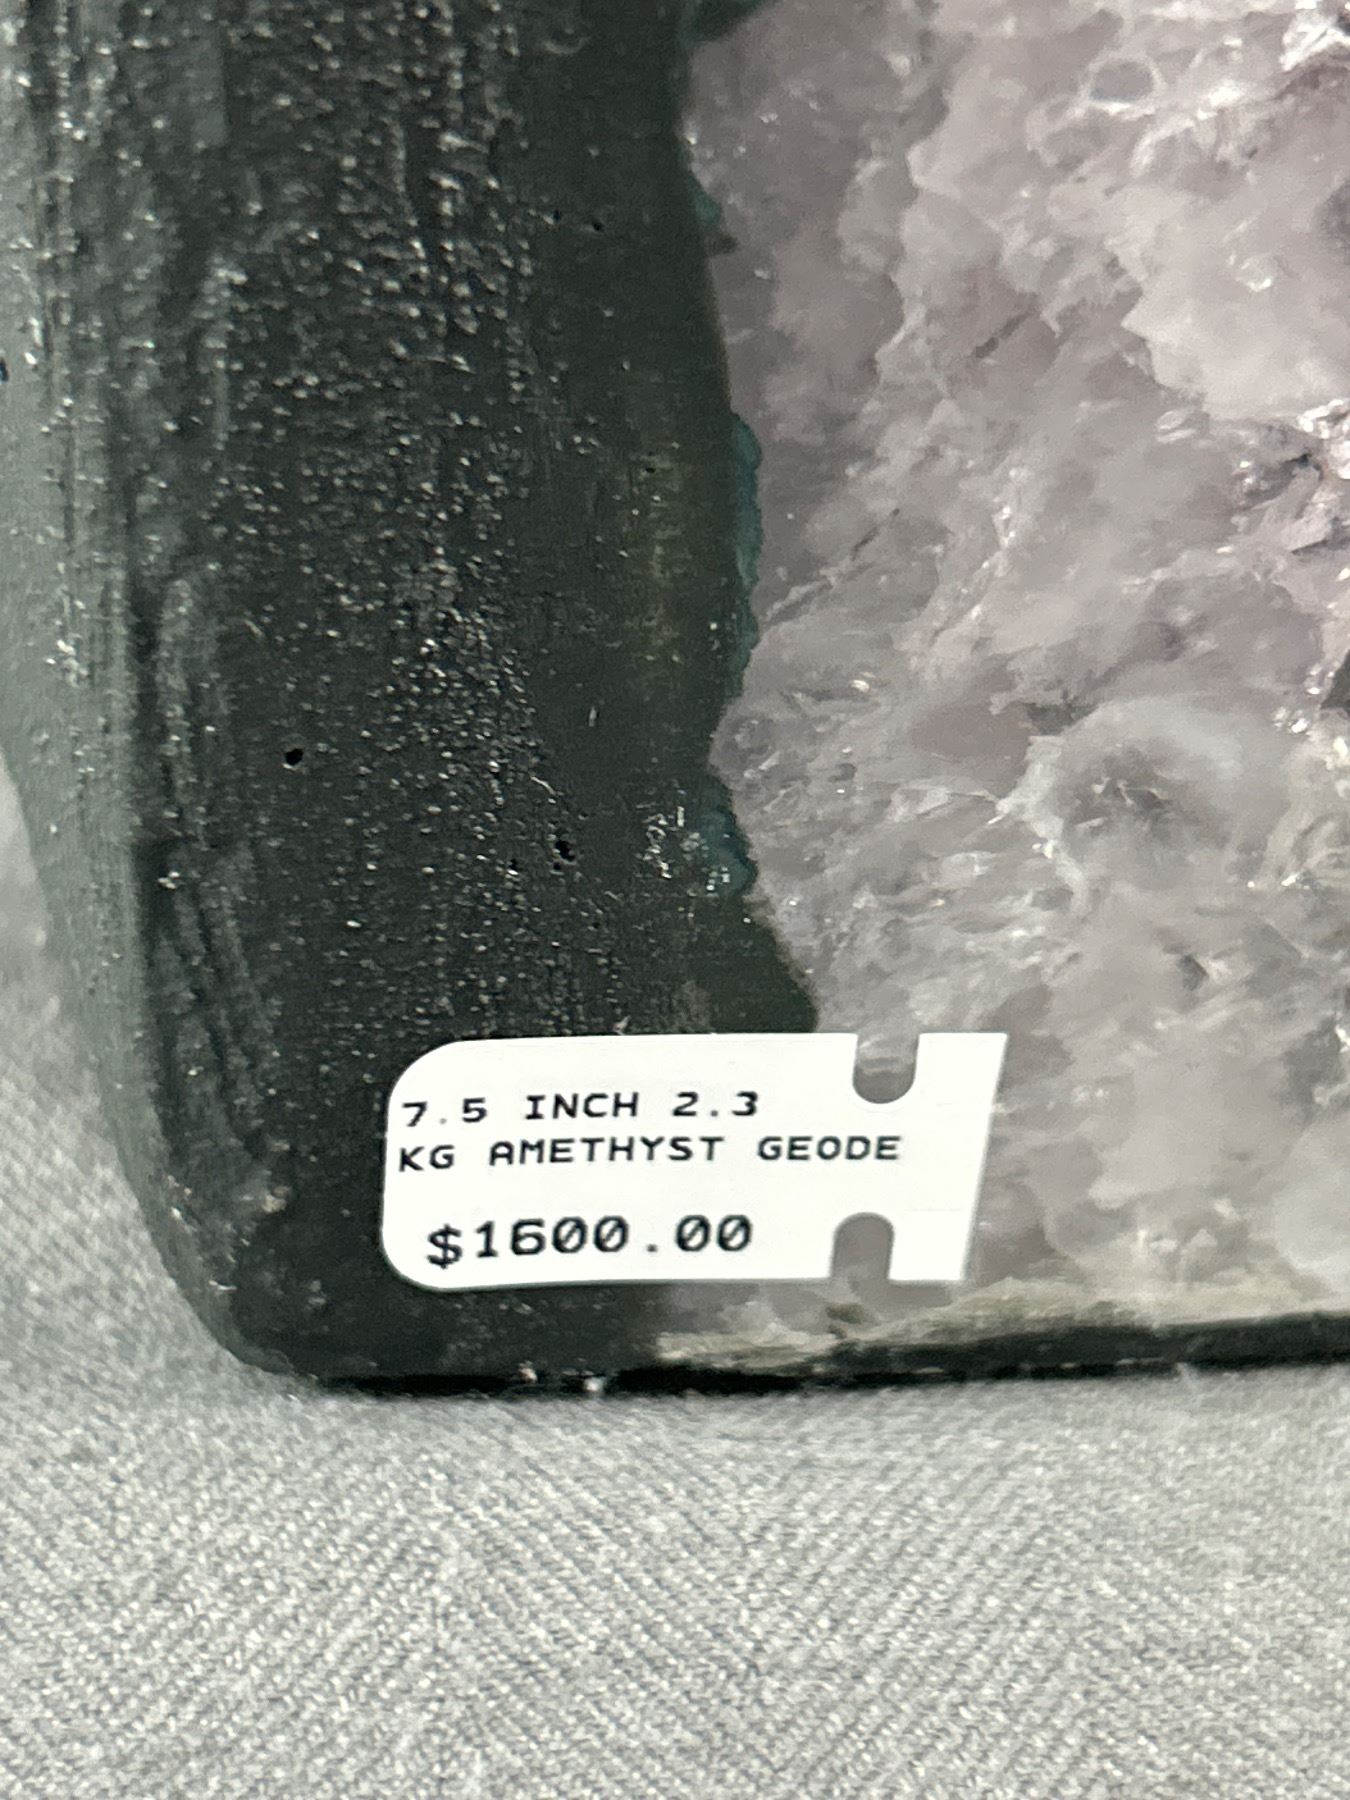 7.5 INCH 2.3
KG AMETHYST GEODE
$1600.00